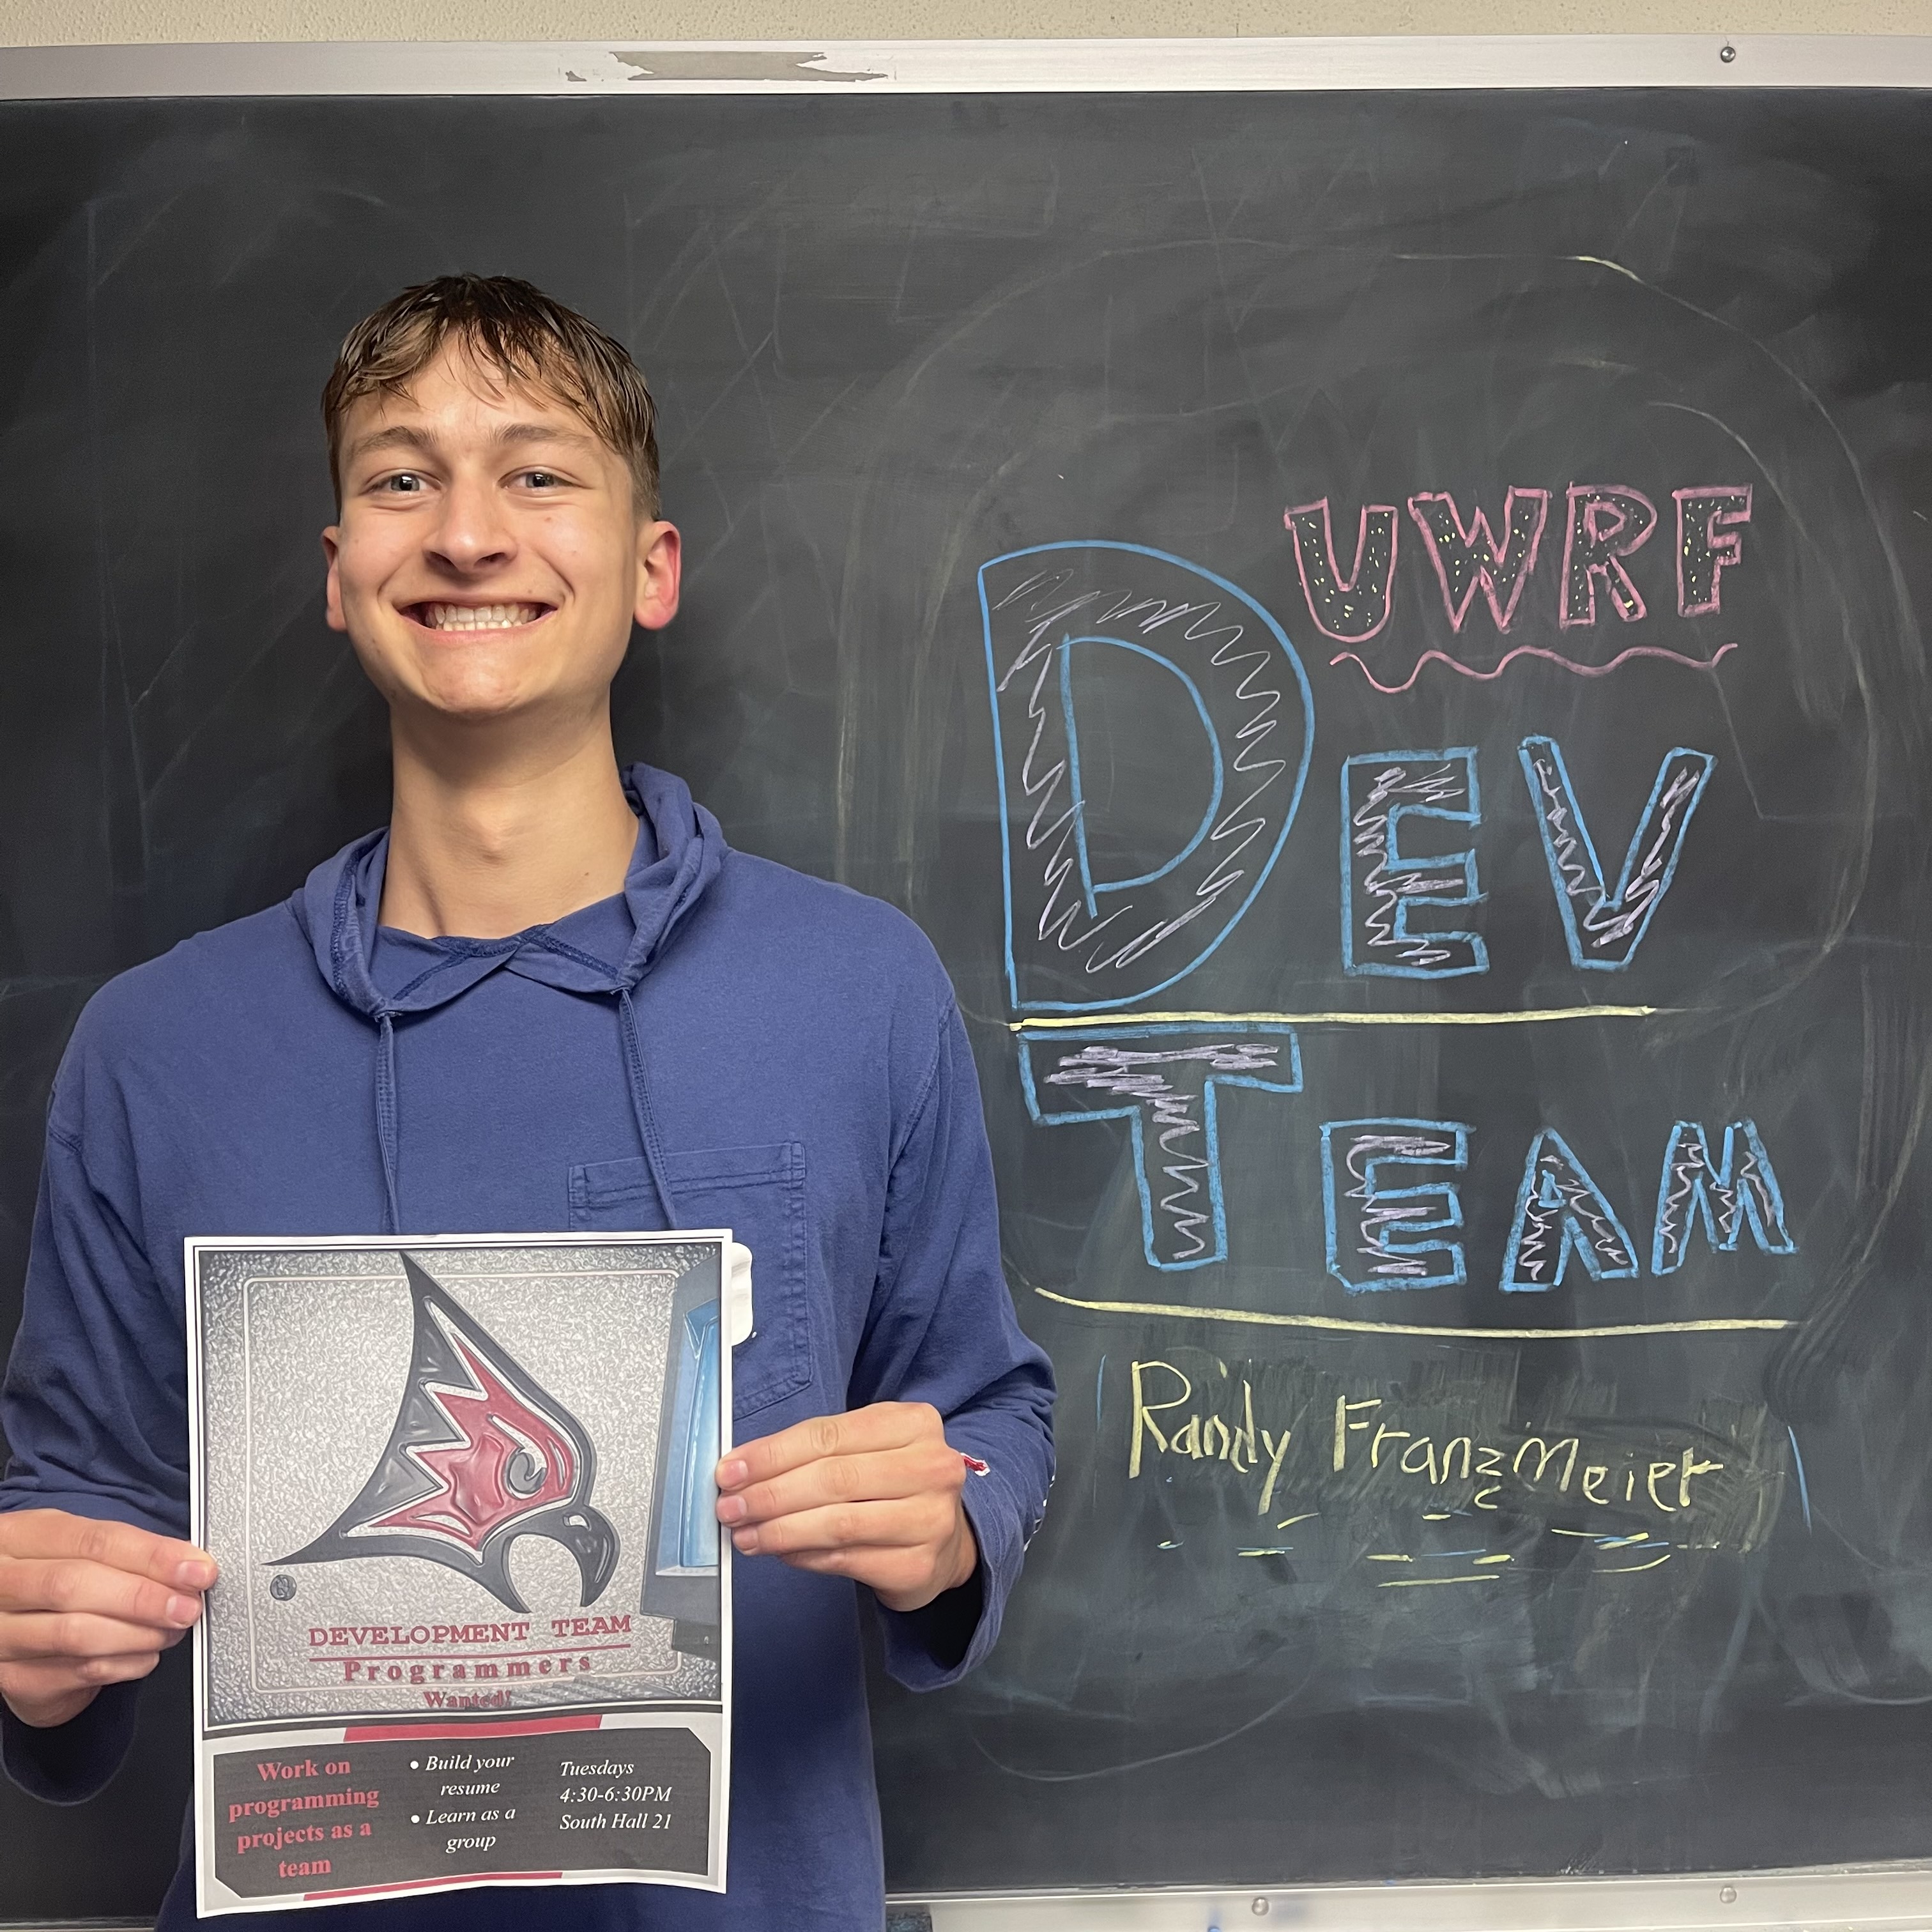 UWRF
DEV
TEAM
Randy FranzMeier
DEVELOPMENT TEAM
Programmers
Wanted!
Work on
programming
projects as a
team
• Build your
resume
• Learn as a
group
Tuesdays
4:30-6:30PM
South Hall 21